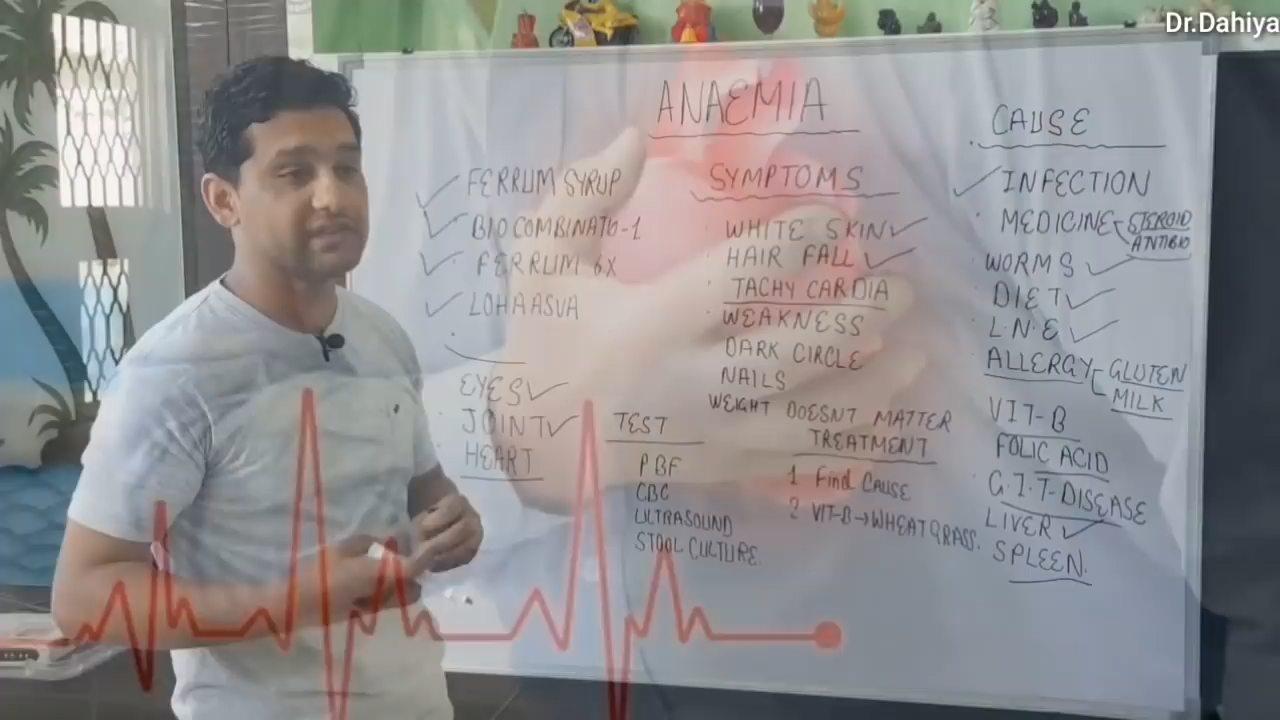 Dr.Dahiya
ANAEMIA
FERRUM SYRUP
BIOCOMBINATIO-1
FERRUM 6X
LOHAASVA
EYES
JOINT
HEART
TEST
PBF
CBC
ULTRASOUND
STOOL CULTURE
SYMPTOMS
WHITE SKIN
HAIR FALL
TACHY CARDIA
WEAKNESS
DARK CIRCLE
NAILS
WEIGHT DOESNT MATTER
TREATMENT
1 Find CAUSE
2 VIT-B→WHEATGRASS.
CAUSE
INFECTION
MEDICINE STEROID
ANTIBIO
WORMS
DIET
L.N.E
ALLERGY GLUTEN
MILK
VIT-B
FOLIC ACID
G.I.T-DISEASE
LIVER
SPLEEN.